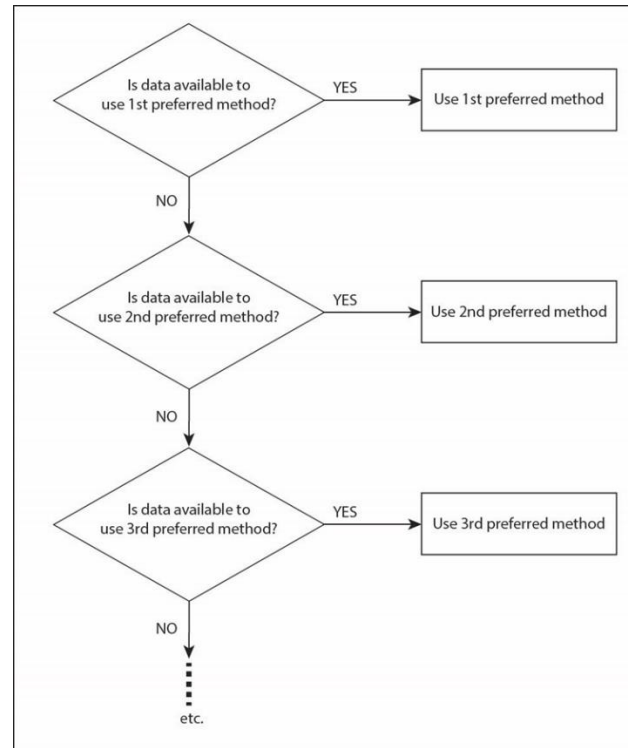 Is data available to
use 1st preferred method?
YES
Use 1st preferred method
NO
Is data available to
use 2nd preferred method?
YES
Use 2nd preferred method
NO
Is data available to
use 3rd preferred method?
YES
Use 3rd preferred method
NO
etc.